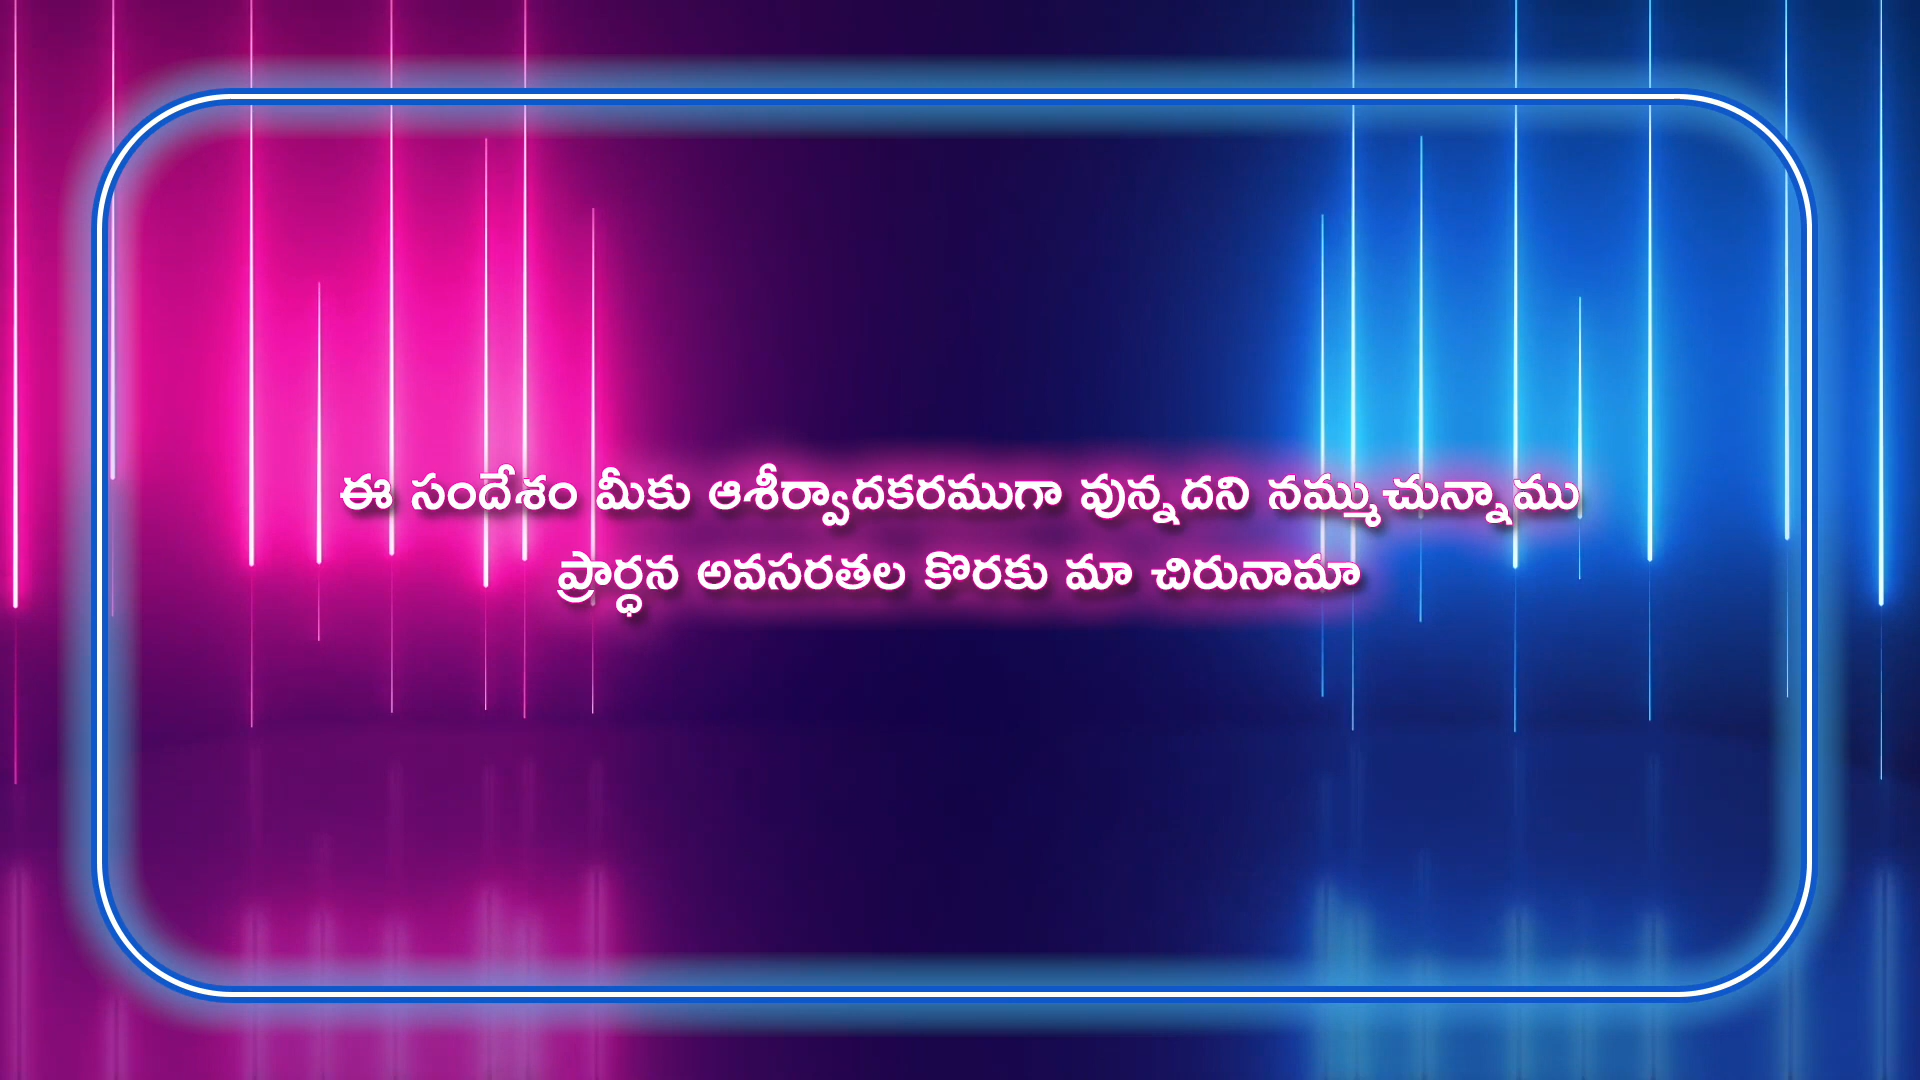 ఈ సందేశం మీకు ఆశీర్వాదకరముగా వున్నదని నమ్ముచున్నాము
ప్రార్ధన అవసరతల కొరకు మా చిరునామా